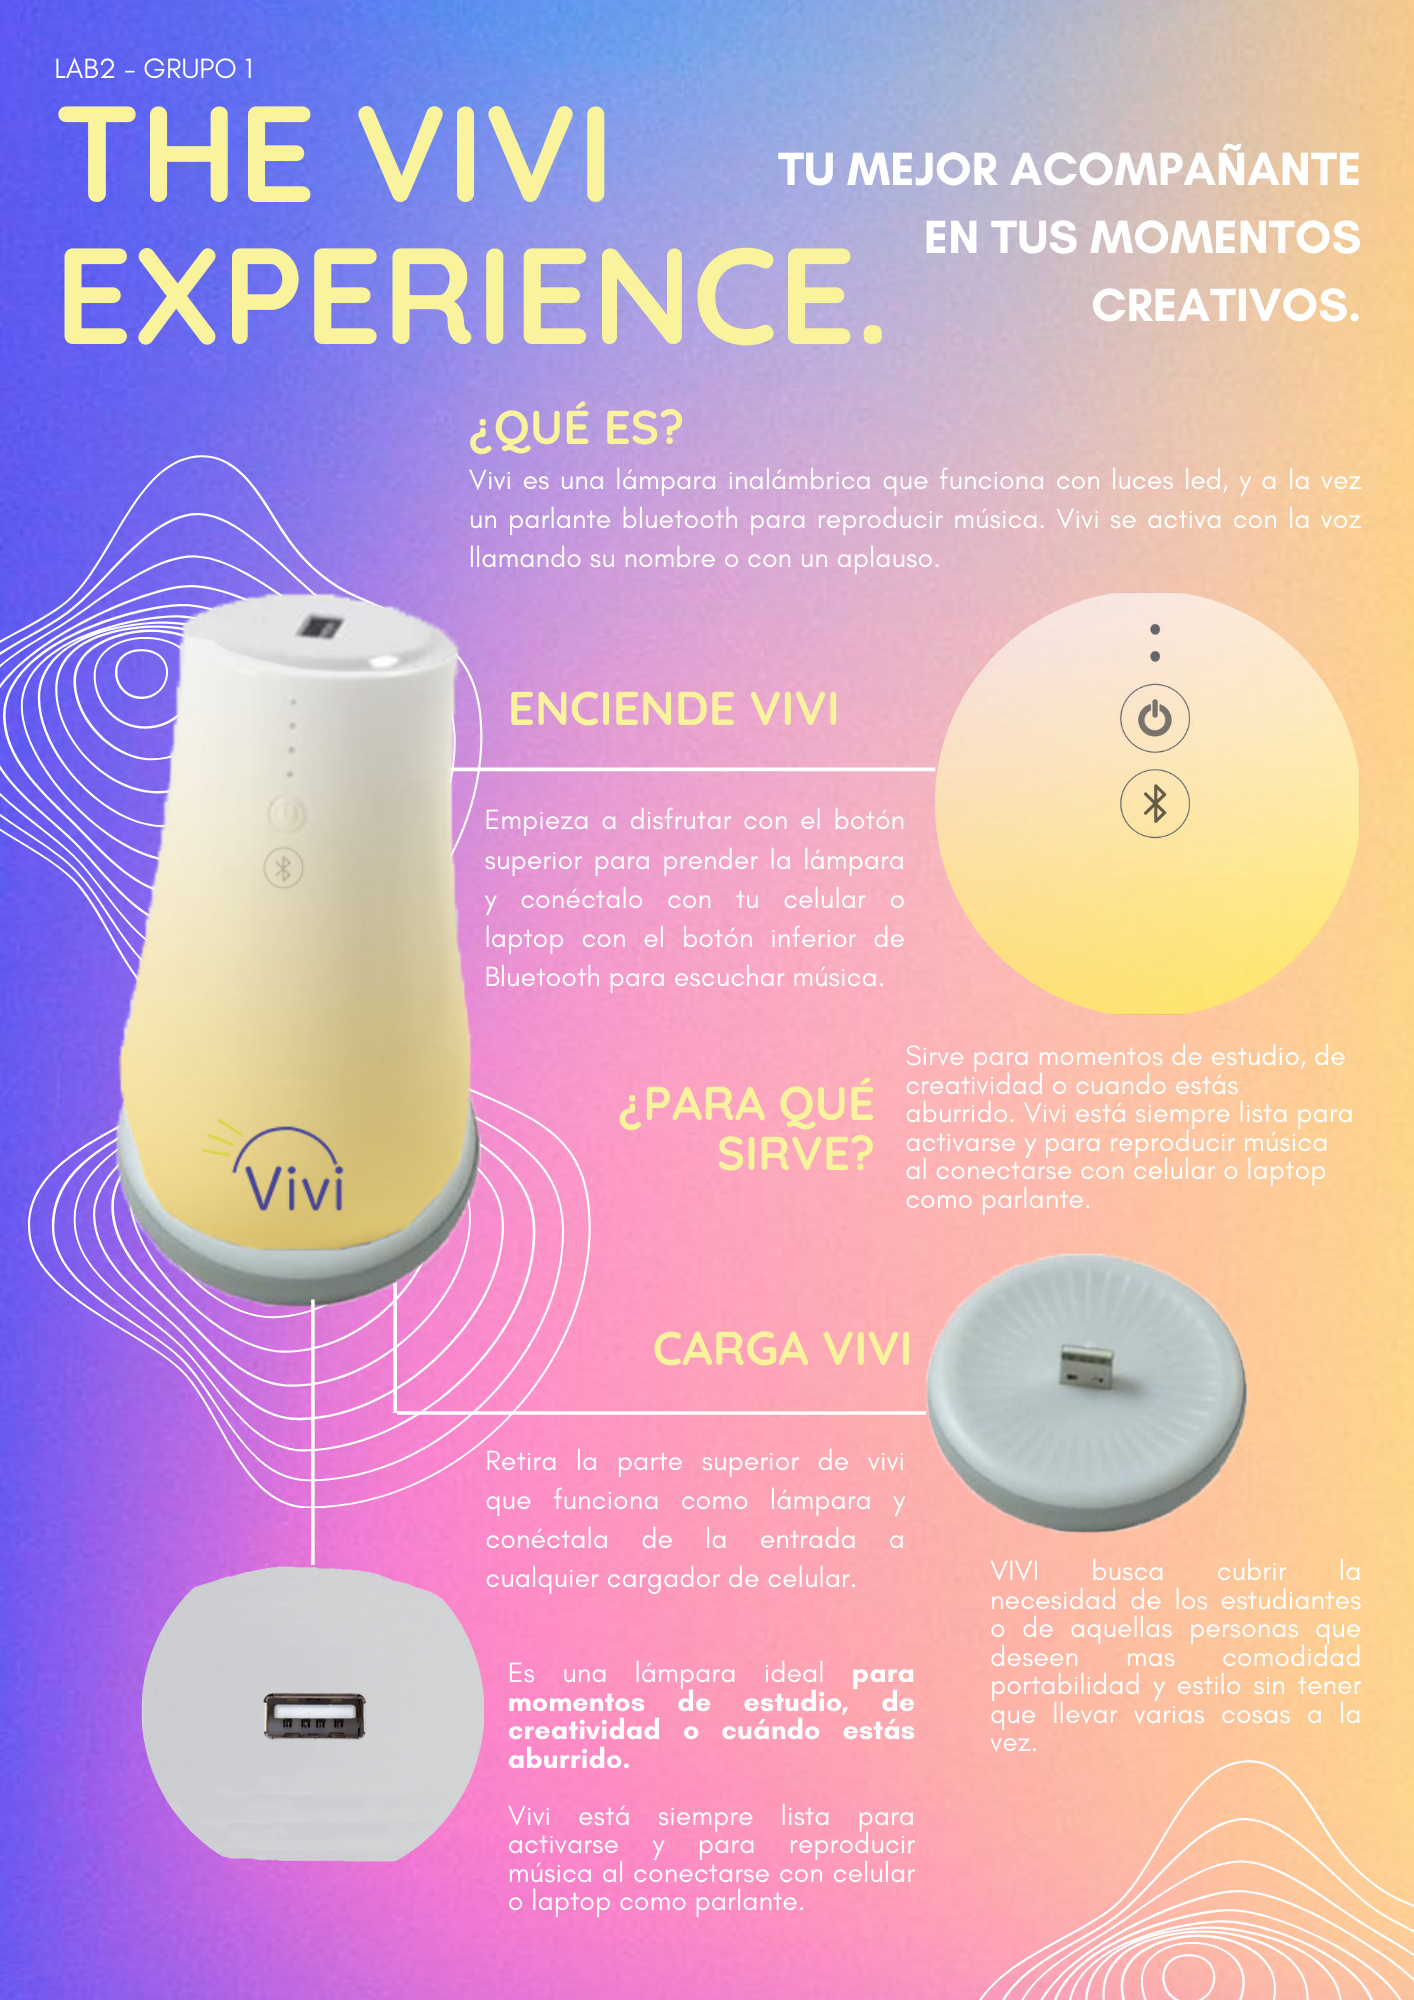 LAB2 - GRUPO 1
THE VIVI
EXPERIENCE.
TU MEJOR ACOMPAÑANTE
EN TUS MOMENTOS
CREATIVOS.
¿QUÉ ES?
Vivi es una lámpara inalámbrica que funciona con luces led, y a la vez
un parlante bluetooth para reproducir música. Vivi se activa con la voz
llamando su nombre o con un aplauso.
ENCIENDE VIVI
Empieza a disfrutar con el botón
superior para prender la lámpara
y conéctalo con tu celular o
laptop con el botón inferior de
Bluetooth para escuchar música.
¿PARA QUÉ
SIRVE?
Sirve para momentos de estudio, de
creatividad o cuando estás
aburrido. Vivi está siempre lista para
activarse y para reproducir música
al conectarse con celular o laptop
como parlante.
Vivi
CARGA VIVI
Retira la parte superior de vivi
que funciona como lámpara y
conéctala de la entrada a
cualquier cargador de celular.
VIVI busca cubrir la
necesidad de los estudiantes
o de aquellas personas que
deseen mas comodidad
portabilidad y estilo sin tener
que llevar varias cosas a la
vez.
Es una lámpara ideal para
momentos de estudio, de
creatividad o cuándo estás
aburrido.
Vivi está siempre lista para
activarse y para reproducir
música al conectarse con celular
o laptop como parlante.